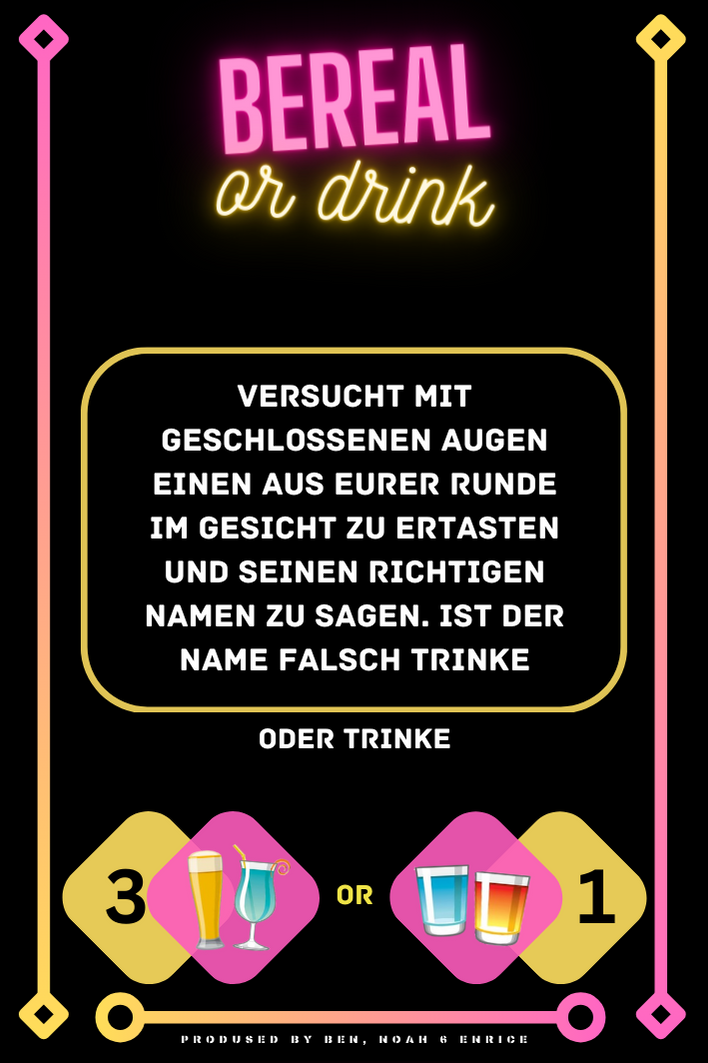 BEREAL
or drink
VERSUCHT MIT
GESCHLOSSENEN AUGEN
EINEN AUS EURER RUNDE
IM GESICHT ZU ERTASTEN
UND SEINEN RICHTIGEN
NAMEN ZU SAGEN. IST DER
NAME FALSCH TRINKE
ODER TRINKE
3 OR 1
PRODUSED BY BEN, NOAH & ENRICE